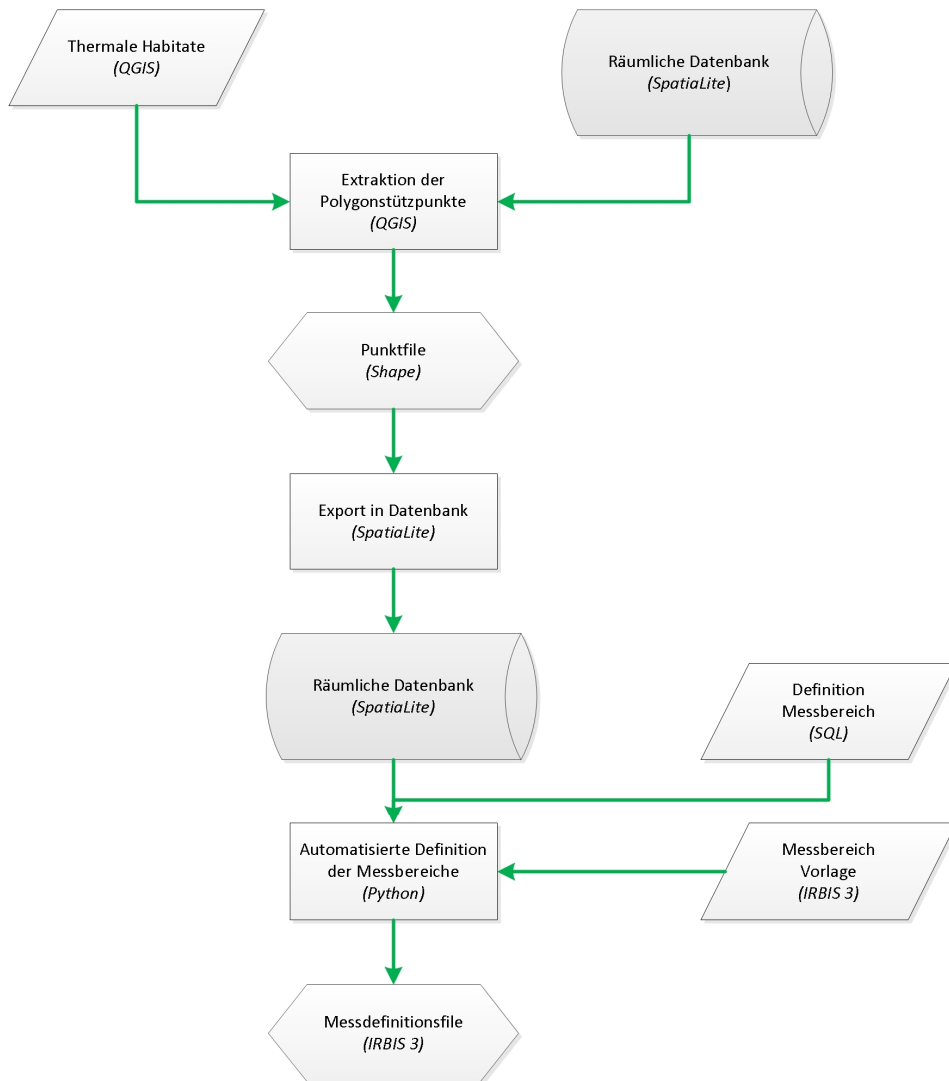 Thermale Habitate
(QGIS)
Räumliche Datenbank
(SpatiaLite)
Extraktion der
Polygonstützpunkte
(QGIS)
Punktfile
(Shape)
Export in Datenbank
(SpatiaLite)
Räumliche Datenbank
(SpatiaLite)
Definition
Messbereich
(SQL)
Automatisierte Definition
der Messbereiche
(Python)
Messbereich
Vorlage
(IRBIS 3)
Messdefinitionsfile
(IRBIS 3)